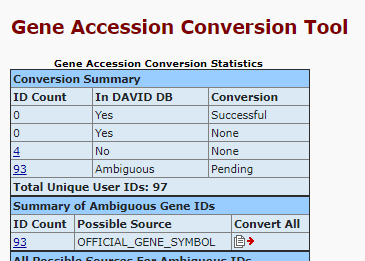 Gene Accession Conversion Tool
Gene Accession Conversion Statistics
Conversion Summary
ID Count In DAVID DB Conversion
0 Yes Successful
0 Yes None
4 No None
93 Ambiguous Pending
Total Unique User IDs: 97
Summary of Ambiguous Gene IDs
ID Count Possible Source Convert All
93 OFFICIAL_GENE_SYMBOL
All Possible Sources For Ambiguous IDs